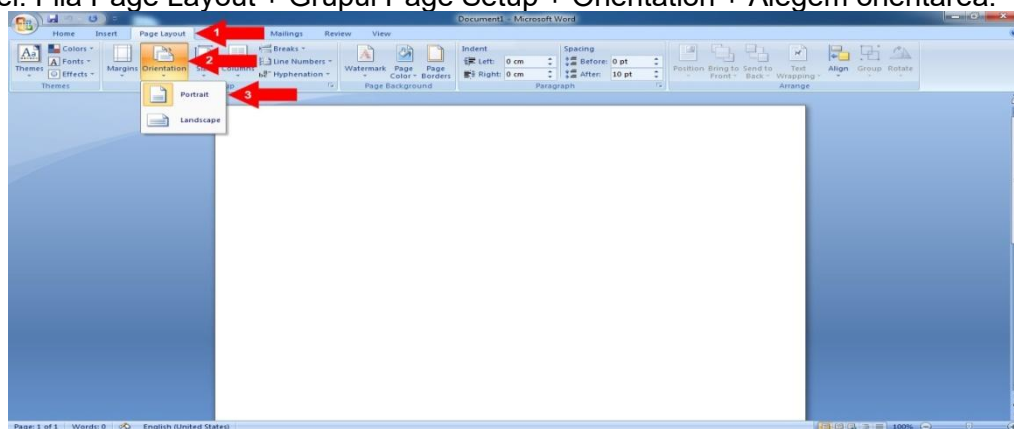 el: Fila Page Layout + Grupul Page Setup + Orientation + Alegem orientarea.
Document1 - Microsoft Word
Home Insert Page Layout 1 Mailings Review View
Colors Breaks Indent Spacing
Fonts 2 Line Numbers Left: 0 cm Before: 0 pt
Themes Effects Margins Orientation Columns Hyphenation Watermark Page Color Page Borders Right: 0 cm After: 10 pt Position Bring to Front Send to Back Text Wrapping Align Group Rotate
Themes Page Background Paragraph Arrange
Portrait 3
Landscape
Page: 1 of 1 Words: 0 English (United States) 100%